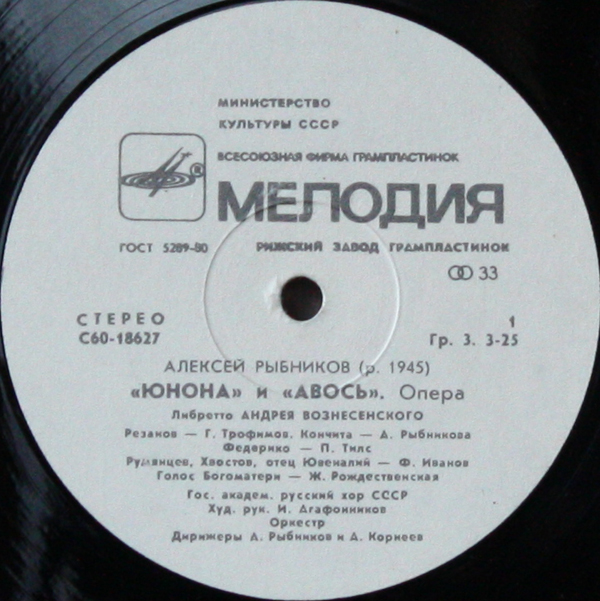 МИНИСТЕРСТВО
КУЛЬТУРЫ СССР
ВСЕСОЮЗНАЯ ФИРМА ГРАМПЛАСТИНОК
®
МЕЛОДИЯ
ГОСТ 5289-80 РИЖСКИЙ ЗАВОД ГРАМПЛАСТИНОК
33
СТЕРЕО 1
С60-18627 Гр. 3. 3-25
АЛЕКСЕЙ РЫБНИКОВ (р. 1945)
«ЮНОНА» и «АВОСЬ». Опера
Либретто АНДРЕЯ ВОЗНЕСЕНСКОГО
Резанов — Г. Трофимов. Кончита — А. Рыбникова
Федерико — П. Тилс
Румянцев, Хвостов, отец Ювеналий — Ф. Иванов
Голос Богоматери — Ж. Рождественская
Гос. академ. русский хор СССР
Худ. рук. И. Агафонников
Оркестр
Дирижеры А. Рыбников и Д. Корнеев